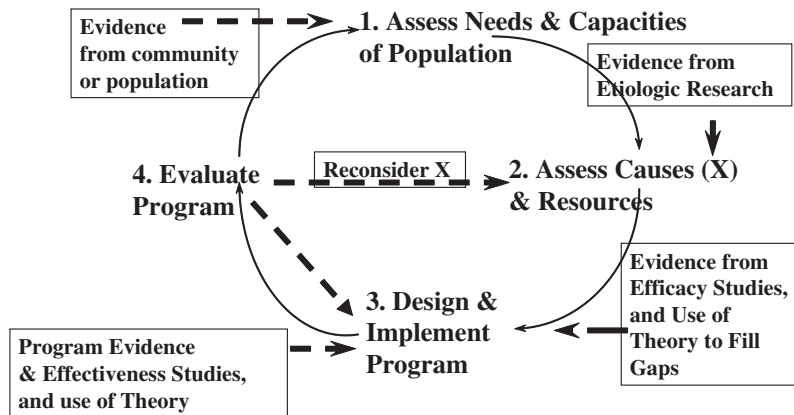 Evidence
from community
or population
1. Assess Needs & Capacities
of Population
Evidence from
Etiologic Research
4. Evaluate
Program
Reconsider X
2. Assess Causes (X)
& Resources
Evidence from
Efficacy Studies,
and Use of
Theory to Fill
Gaps
3. Design &
Implement
Program
Program Evidence
& Effectiveness Studies,
and use of Theory